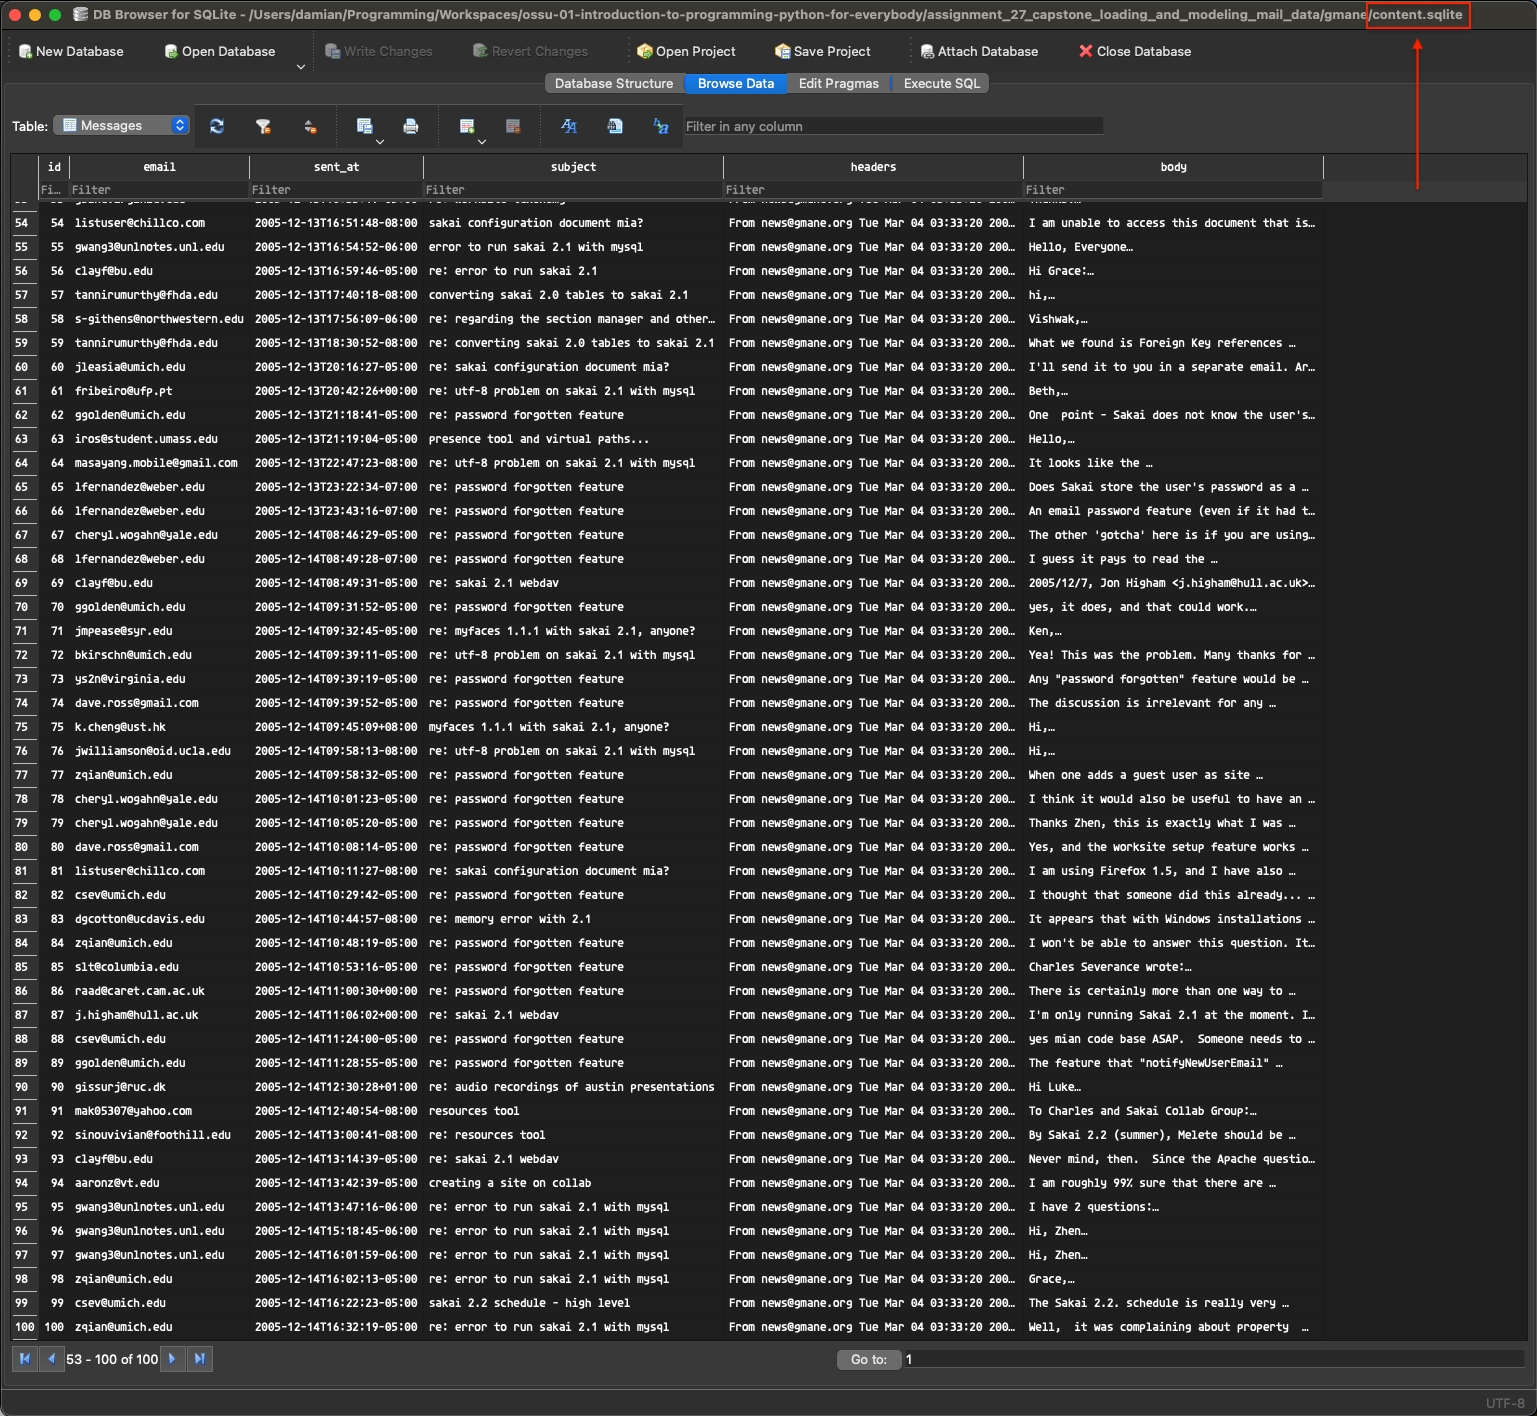 DB Browser for SQLite - /Users/damian/Programming/Workspaces/ossu-01-introduction-to-programming-python-for-everybody/assignment_27_capstone_loading_and_modeling_mail_data/gmane/content.sqlite
New Database Open Database Write Changes Revert Changes Open Project Save Project Attach Database Close Database
Database Structure Browse Data Edit Pragmas Execute SQL
Table: Messages Filter in any column
id email sent_at subject headers body
Fi… Filter Filter Filter Filter Filter
54 54 listuser@chillco.com 2005-12-13T16:51:48-08:00 sakai configuration document mia? From news@gmane.org Tue Mar 04 03:33:20 200… I am unable to access this document that is…
55 55 gwang3@unlnotes.unl.edu 2005-12-13T16:54:52-06:00 error to run sakai 2.1 with mysql From news@gmane.org Tue Mar 04 03:33:20 200… Hello, Everyone…
56 56 clayf@bu.edu 2005-12-13T16:59:46-05:00 re: error to run sakai 2.1 From news@gmane.org Tue Mar 04 03:33:20 200… Hi Grace:…
57 57 tannirumurthy@fhda.edu 2005-12-13T17:40:18-08:00 converting sakai 2.0 tables to sakai 2.1 From news@gmane.org Tue Mar 04 03:33:20 200… hi,…
58 58 s-githens@northwestern.edu 2005-12-13T17:56:09-06:00 re: regarding the section manager and other… From news@gmane.org Tue Mar 04 03:33:20 200… Vishwak,…
59 59 tannirumurthy@fhda.edu 2005-12-13T18:30:52-08:00 re: converting sakai 2.0 tables to sakai 2.1 From news@gmane.org Tue Mar 04 03:33:20 200… What we found is Foreign Key references …
60 60 jleasia@umich.edu 2005-12-13T20:16:27-05:00 re: sakai configuration document mia? From news@gmane.org Tue Mar 04 03:33:20 200… I'll send it to you in a separate email. Ar…
61 61 fribeiro@ufp.pt 2005-12-13T20:42:26+00:00 re: utf-8 problem on sakai 2.1 with mysql From news@gmane.org Tue Mar 04 03:33:20 200… Beth,…
62 62 ggolden@umich.edu 2005-12-13T21:18:41-05:00 re: password forgotten feature From news@gmane.org Tue Mar 04 03:33:20 200… One  point - Sakai does not know the user's…
63 63 iros@student.umass.edu 2005-12-13T21:19:04-05:00 presence tool and virtual paths... From news@gmane.org Tue Mar 04 03:33:20 200… Hello,…
64 64 masayang.mobile@gmail.com 2005-12-13T22:47:23-08:00 re: utf-8 problem on sakai 2.1 with mysql From news@gmane.org Tue Mar 04 03:33:20 200… It looks like the …
65 65 lfernandez@weber.edu 2005-12-13T23:22:34-07:00 re: password forgotten feature From news@gmane.org Tue Mar 04 03:33:20 200… Does Sakai store the user's password as a …
66 66 lfernandez@weber.edu 2005-12-13T23:43:16-07:00 re: password forgotten feature From news@gmane.org Tue Mar 04 03:33:20 200… An email password feature (even if it had t…
67 67 cheryl.wogahn@yale.edu 2005-12-14T08:46:29-05:00 re: password forgotten feature From news@gmane.org Tue Mar 04 03:33:20 200… The other 'gotcha' here is if you are using…
68 68 lfernandez@weber.edu 2005-12-14T08:49:28-07:00 re: password forgotten feature From news@gmane.org Tue Mar 04 03:33:20 200… I guess it pays to read the …
69 69 clayf@bu.edu 2005-12-14T08:49:31-05:00 re: sakai 2.1 webdav From news@gmane.org Tue Mar 04 03:33:20 200… 2005/12/7, Jon Higham <j.higham@hull.ac.uk>…
70 70 ggolden@umich.edu 2005-12-14T09:31:52-05:00 re: password forgotten feature From news@gmane.org Tue Mar 04 03:33:20 200… yes, it does, and that could work.…
71 71 jmpease@syr.edu 2005-12-14T09:32:45-05:00 re: myfaces 1.1.1 with sakai 2.1, anyone? From news@gmane.org Tue Mar 04 03:33:20 200… Ken,…
72 72 bkirschn@umich.edu 2005-12-14T09:39:11-05:00 re: utf-8 problem on sakai 2.1 with mysql From news@gmane.org Tue Mar 04 03:33:20 200… Yea! This was the problem. Many thanks for …
73 73 ys2n@virginia.edu 2005-12-14T09:39:19-05:00 re: password forgotten feature From news@gmane.org Tue Mar 04 03:33:20 200… Any "password forgotten" feature would be …
74 74 dave.ross@gmail.com 2005-12-14T09:39:52-05:00 re: password forgotten feature From news@gmane.org Tue Mar 04 03:33:20 200… The discussion is irrelevant for any …
75 75 k.cheng@ust.hk 2005-12-14T09:45:09+08:00 myfaces 1.1.1 with sakai 2.1, anyone? From news@gmane.org Tue Mar 04 03:33:20 200… Hi,…
76 76 jwilliamson@oid.ucla.edu 2005-12-14T09:58:13-08:00 re: utf-8 problem on sakai 2.1 with mysql From news@gmane.org Tue Mar 04 03:33:20 200… Hi,…
77 77 zqian@umich.edu 2005-12-14T09:58:32-05:00 re: password forgotten feature From news@gmane.org Tue Mar 04 03:33:20 200… When one adds a guest user as site …
78 78 cheryl.wogahn@yale.edu 2005-12-14T10:01:23-05:00 re: password forgotten feature From news@gmane.org Tue Mar 04 03:33:20 200… I think it would also be useful to have an …
79 79 cheryl.wogahn@yale.edu 2005-12-14T10:05:20-05:00 re: password forgotten feature From news@gmane.org Tue Mar 04 03:33:20 200… Thanks Zhen, this is exactly what I was …
80 80 dave.ross@gmail.com 2005-12-14T10:08:14-05:00 re: password forgotten feature From news@gmane.org Tue Mar 04 03:33:20 200… Yes, and the worksite setup feature works …
81 81 listuser@chillco.com 2005-12-14T10:11:27-08:00 re: sakai configuration document mia? From news@gmane.org Tue Mar 04 03:33:20 200… I am using Firefox 1.5, and I have also …
82 82 csev@umich.edu 2005-12-14T10:29:42-05:00 re: password forgotten feature From news@gmane.org Tue Mar 04 03:33:20 200… I thought that someone did this already... …
83 83 dgcotton@ucdavis.edu 2005-12-14T10:44:57-08:00 re: memory error with 2.1 From news@gmane.org Tue Mar 04 03:33:20 200… It appears that with Windows installations …
84 84 zqian@umich.edu 2005-12-14T10:48:19-05:00 re: password forgotten feature From news@gmane.org Tue Mar 04 03:33:20 200… I won't be able to answer this question. It…
85 85 slt@columbia.edu 2005-12-14T10:53:16-05:00 re: password forgotten feature From news@gmane.org Tue Mar 04 03:33:20 200… Charles Severance wrote:…
86 86 raad@caret.cam.ac.uk 2005-12-14T11:00:30+00:00 re: password forgotten feature From news@gmane.org Tue Mar 04 03:33:20 200… There is certainly more than one way to …
87 87 j.higham@hull.ac.uk 2005-12-14T11:06:02+00:00 re: sakai 2.1 webdav From news@gmane.org Tue Mar 04 03:33:20 200… I'm only running Sakai 2.1 at the moment. I…
88 88 csev@umich.edu 2005-12-14T11:24:00-05:00 re: password forgotten feature From news@gmane.org Tue Mar 04 03:33:20 200… yes mian code base ASAP.  Someone needs to …
89 89 ggolden@umich.edu 2005-12-14T11:28:55-05:00 re: password forgotten feature From news@gmane.org Tue Mar 04 03:33:20 200… The feature that "notifyNewUserEmail" …
90 90 gissurj@ruc.dk 2005-12-14T12:30:28+01:00 re: audio recordings of austin presentations From news@gmane.org Tue Mar 04 03:33:20 200… Hi Luke…
91 91 mak05307@yahoo.com 2005-12-14T12:40:54-08:00 resources tool From news@gmane.org Tue Mar 04 03:33:20 200… To Charles and Sakai Collab Group:…
92 92 sinouvivian@foothill.edu 2005-12-14T13:00:41-08:00 re: resources tool From news@gmane.org Tue Mar 04 03:33:20 200… By Sakai 2.2 (summer), Melete should be …
93 93 clayf@bu.edu 2005-12-14T13:14:39-05:00 re: sakai 2.1 webdav From news@gmane.org Tue Mar 04 03:33:20 200… Never mind, then.  Since the Apache questio…
94 94 aaronz@vt.edu 2005-12-14T13:42:39-05:00 creating a site on collab From news@gmane.org Tue Mar 04 03:33:20 200… I am roughly 99% sure that there are …
95 95 gwang3@unlnotes.unl.edu 2005-12-14T13:47:16-06:00 re: error to run sakai 2.1 with mysql From news@gmane.org Tue Mar 04 03:33:20 200… I have 2 questions:…
96 96 gwang3@unlnotes.unl.edu 2005-12-14T15:18:45-06:00 re: error to run sakai 2.1 with mysql From news@gmane.org Tue Mar 04 03:33:20 200… Hi, Zhen…
97 97 gwang3@unlnotes.unl.edu 2005-12-14T16:01:59-06:00 re: error to run sakai 2.1 with mysql From news@gmane.org Tue Mar 04 03:33:20 200… Hi, Zhen…
98 98 zqian@umich.edu 2005-12-14T16:02:13-05:00 re: error to run sakai 2.1 with mysql From news@gmane.org Tue Mar 04 03:33:20 200… Grace,…
99 99 csev@umich.edu 2005-12-14T16:22:23-05:00 sakai 2.2 schedule - high level From news@gmane.org Tue Mar 04 03:33:20 200… The Sakai 2.2. schedule is really very …
100 100 zqian@umich.edu 2005-12-14T16:32:19-05:00 re: error to run sakai 2.1 with mysql From news@gmane.org Tue Mar 04 03:33:20 200… Well,  it was complaining about property  …
53 - 100 of 100 Go to: 1
UTF-8